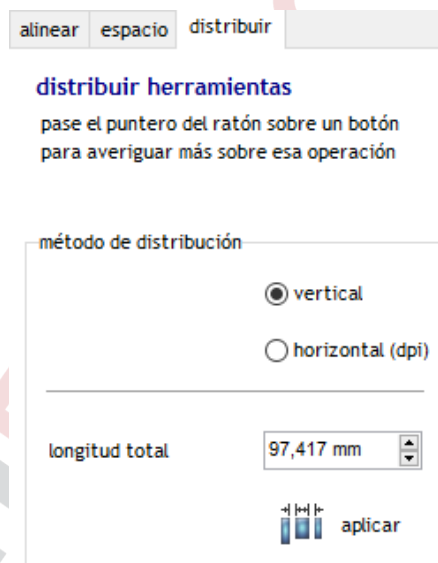 alinear espacio distribuir
distribuir herramientas
pase el puntero del ratón sobre un botón
para averiguar más sobre esa operación
método de distribución
vertical
horizontal (dpi)
longitud total 97,417 mm
aplicar